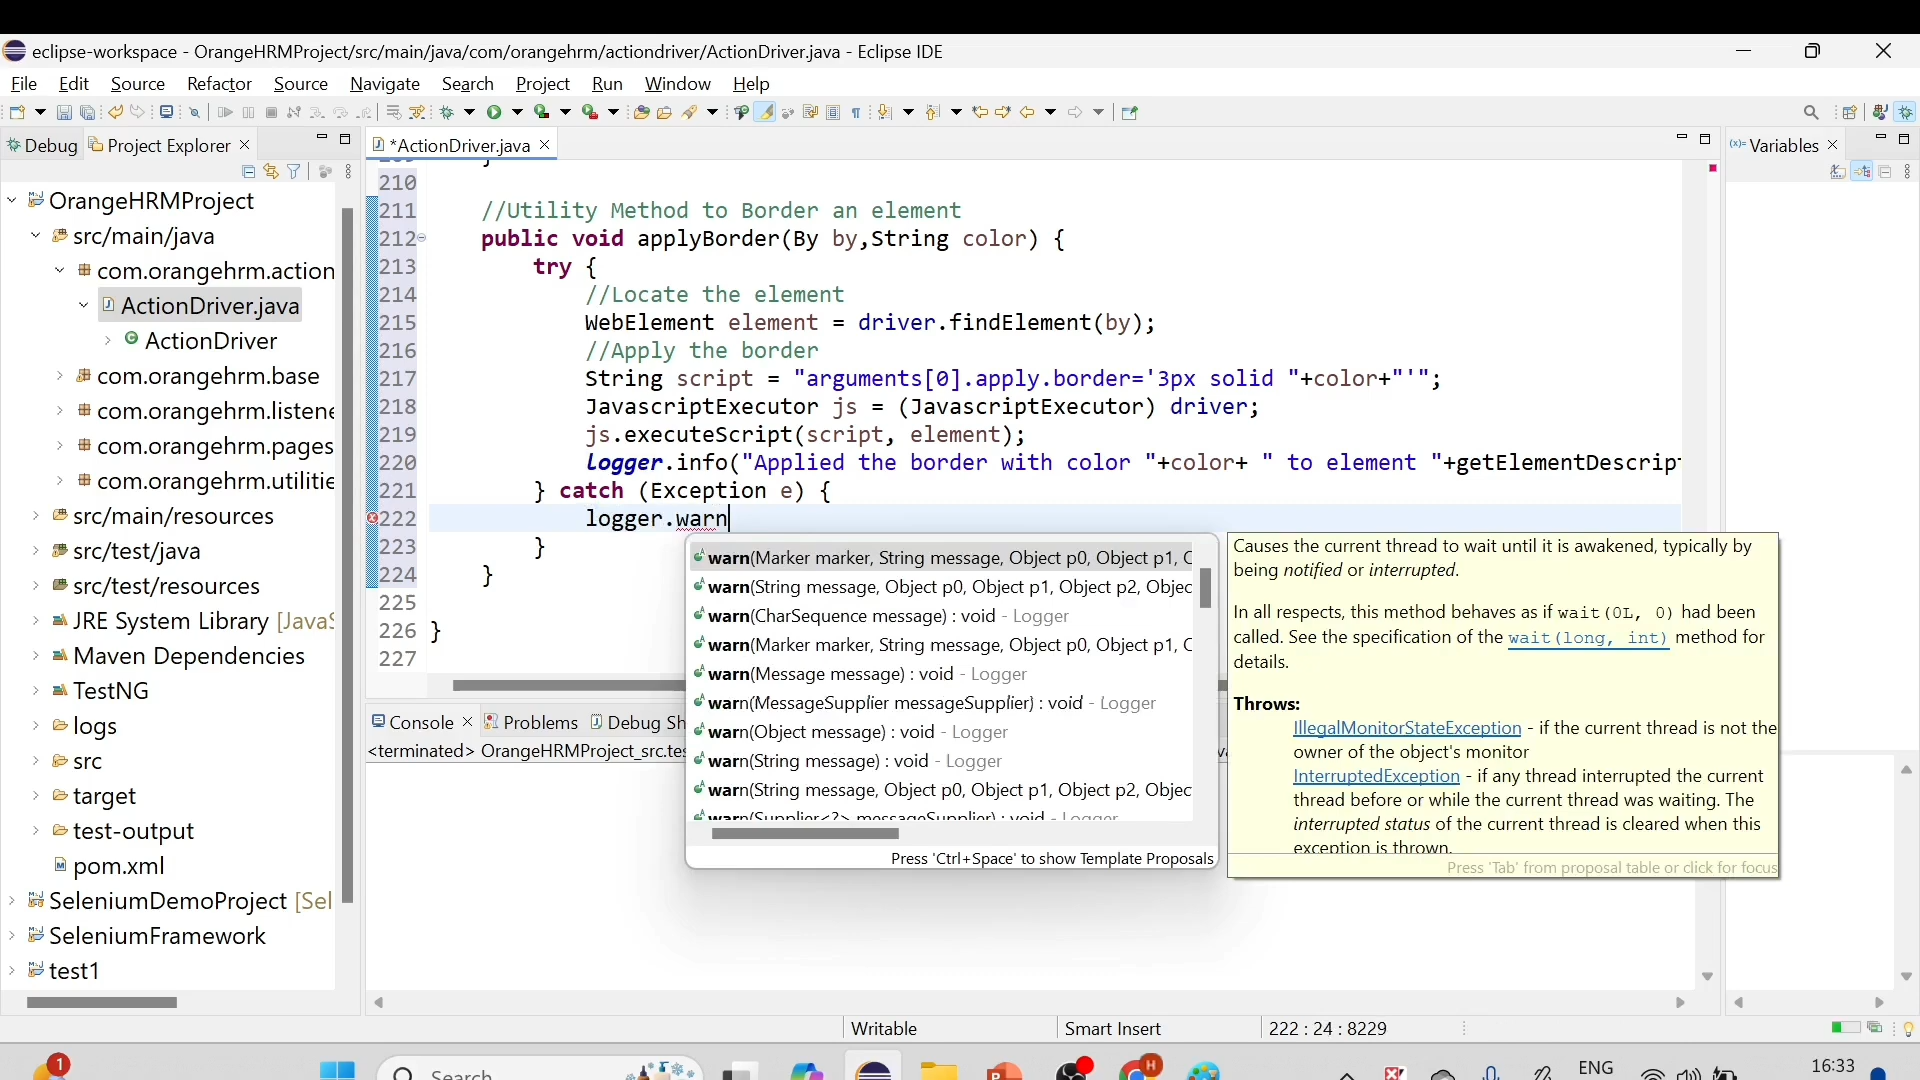 eclipse-workspace - OrangeHRMProject/src/main/java/com/orangehrm/actiondriver/ActionDriver.java - Eclipse IDE
File Edit Source Refactor Source Navigate Search Project Run Window Help
Debug Project Explorer
*ActionDriver.java
Variables
OrangeHRMProject
src/main/java
com.orangehrm.action
ActionDriver.java
ActionDriver
com.orangehrm.base
com.orangehrm.listene
com.orangehrm.pages
com.orangehrm.utilitie
src/main/resources
src/test/java
src/test/resources
JRE System Library [JavaS
Maven Dependencies
TestNG
logs
src
target
test-output
pom.xml
SeleniumDemoProject [Sel
SeleniumFramework
test1
210
211 //Utility Method to Border an element
212 public void applyBorder(By by,String color) {
213 try {
214 //Locate the element
215 WebElement element = driver.findElement(by);
216 //Apply the border
217 String script = "arguments[0].apply.border='3px solid "+color+"'";
218 JavascriptExecutor js = (JavascriptExecutor) driver;
219 js.executeScript(script, element);
220 logger.info("Applied the border with color "+color+ " to element "+getElementDescrip
221 } catch (Exception e) {
222 logger.warn
223 }
224 }
225
226 }
227
warn(Marker marker, String message, Object p0, Object p1, C
warn(String message, Object p0, Object p1, Object p2, Objec
warn(CharSequence message) : void - Logger
warn(Marker marker, String message, Object p0, Object p1, C
warn(Message message) : void - Logger
warn(MessageSupplier messageSupplier) : void - Logger
warn(Object message) : void - Logger
warn(String message) : void - Logger
warn(String message, Object p0, Object p1, Object p2, Objec
warn(Supplier<?> messageSupplier) : void - Logger
Press 'Ctrl+Space' to show Template Proposals
Causes the current thread to wait until it is awakened, typically by
being notified or interrupted.
In all respects, this method behaves as if wait(0L, 0) had been
called. See the specification of the wait(long, int) method for
details.
Throws:
IllegalMonitorStateException - if the current thread is not the
owner of the object's monitor
InterruptedException - if any thread interrupted the current
thread before or while the current thread was waiting. The
interrupted status of the current thread is cleared when this
exception is thrown.
Press 'Tab' from proposal table or click for focus
Console Problems Debug Sh
<terminated> OrangeHRMProject_src.tes
Writable Smart Insert 222 : 24 : 8229
1
Search
H
ENG
16:33